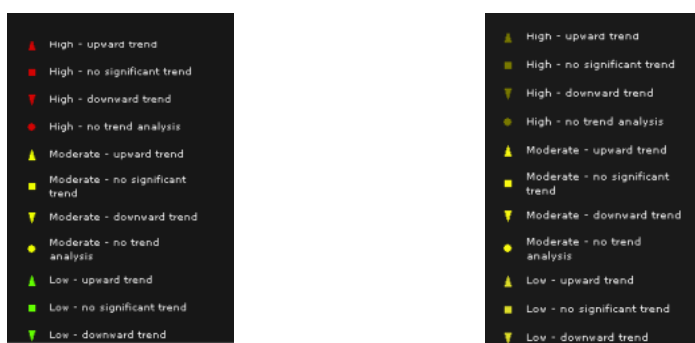 High - upward trend
High - no significant trend
High - downward trend
High - no trend analysis
Moderate - upward trend
Moderate - no significant
trend
Moderate - downward trend
Moderate - no trend
analysis
Low - upward trend
Low - no significant trend
Low - downward trend
High - upward trend
High - no significant trend
High - downward trend
High - no trend analysis
Moderate - upward trend
Moderate - no significant
trend
Moderate - downward trend
Moderate - no trend
analysis
Low - upward trend
Low - no significant trend
Low - downward trend